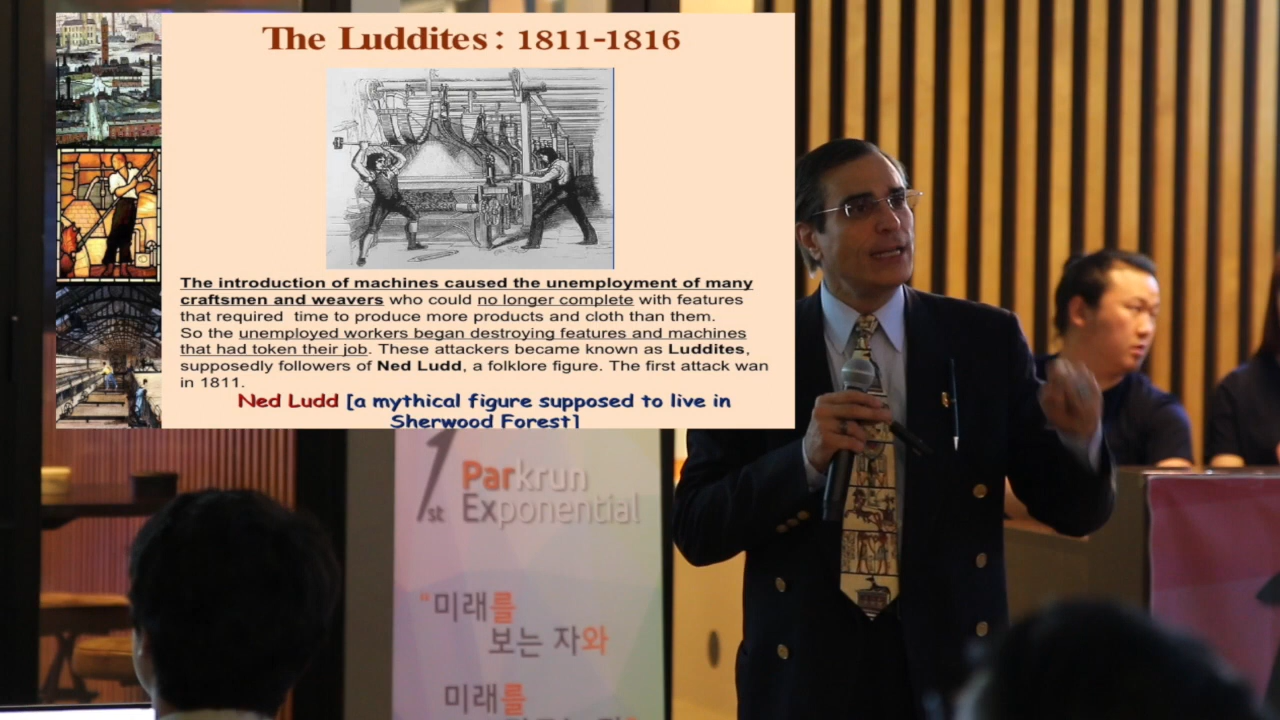 The Luddites: 1811-1816
The introduction of machines caused the unemployment of many
craftsmen and weavers who could no longer complete with features
that required time to produce more products and cloth than them.
So the unemployed workers began destroying features and machines
that had token their job. These attackers became known as Luddites,
supposedly followers of Ned Ludd, a folklore figure. The first attack wan
in 1811.
Ned Ludd [a mythical figure supposed to live in
Sherwood Forest]
1st
Parkrun
Exponential
“미래를
보는 자와
미래를